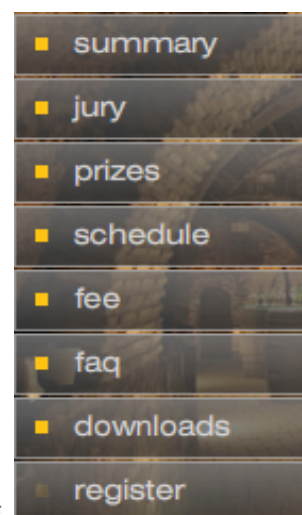 summary
jury
prizes
schedule
fee
faq
downloads
register